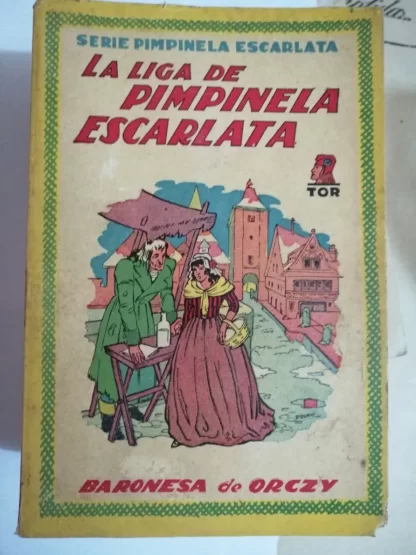 SERIE PIMPINELA ESCARLATA
LA LIGA DE
PIMPINELA
ESCARLATA
TOR
BARONESA de ORCZY